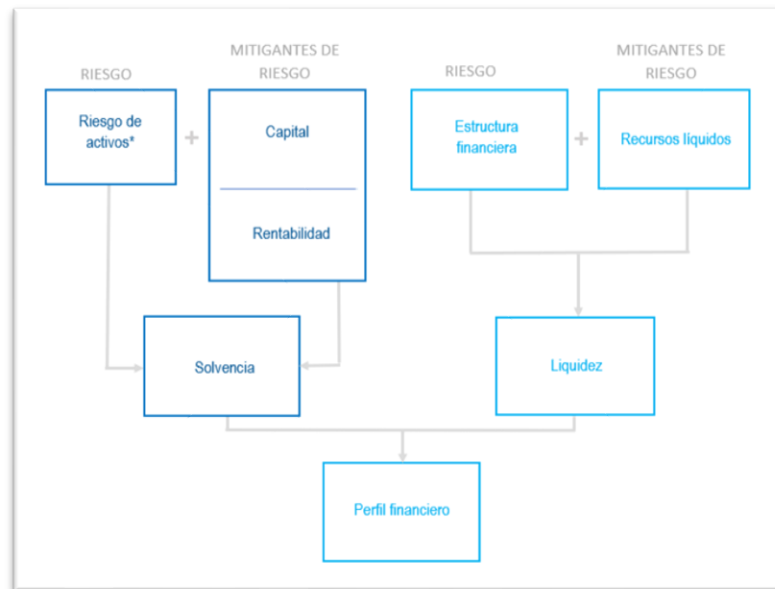 RIESGO
MITIGANTES DE
RIESGO
RIESGO
MITIGANTES DE
RIESGO
Riesgo de
activos*
+
Capital
Rentabilidad
Estructura
financiera
+
Recursos líquidos
Solvencia
Liquidez
Perfil financiero